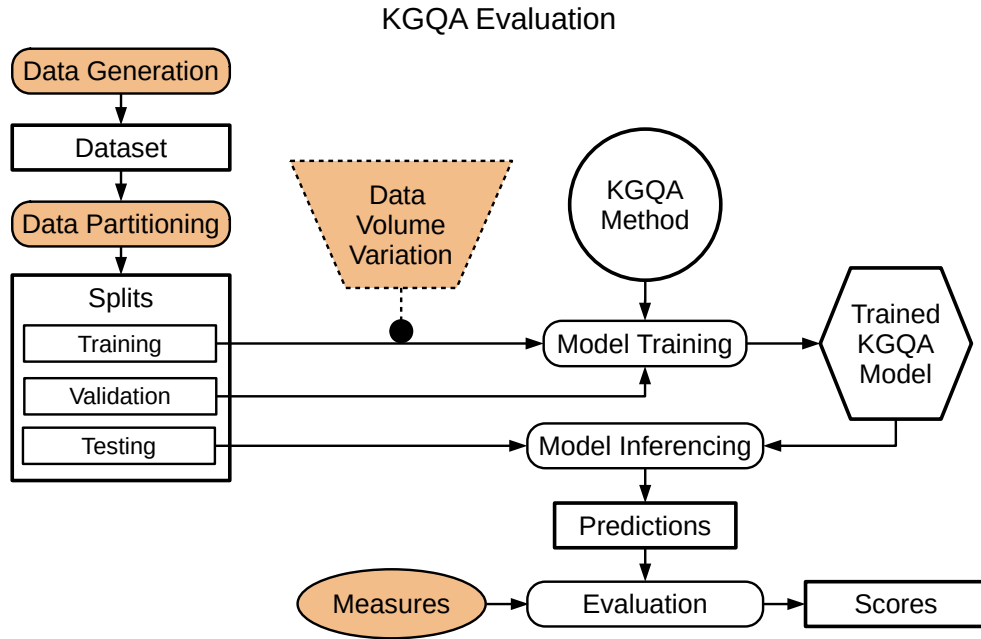 KGQA Evaluation
Data Generation
Dataset
Data Partitioning
Splits
Training
Validation
Testing
Data
Volume
Variation
KGQA
Method
Model Training
Trained
KGQA
Model
Model Inferencing
Predictions
Measures
Evaluation
Scores